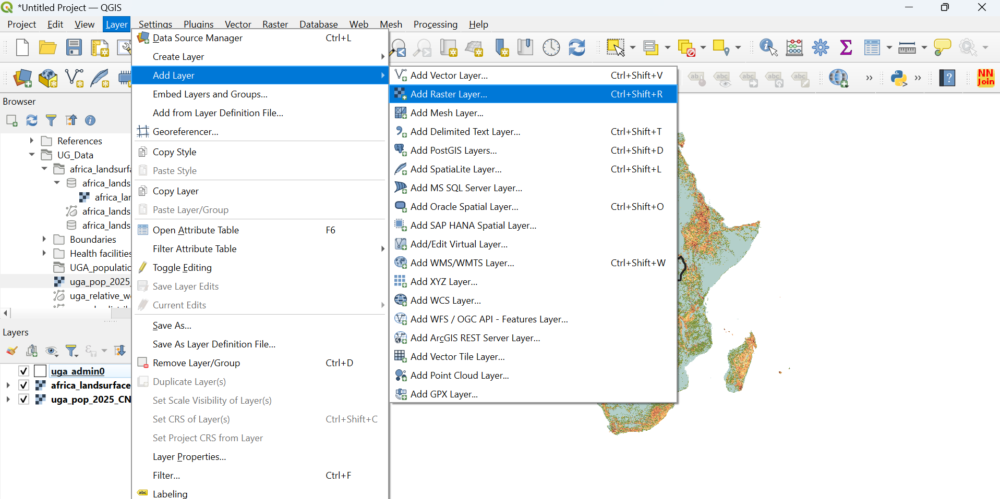 *Untitled Project — QGIS
Project Edit View Layer Settings Plugins Vector Raster Database Web Mesh Processing Help
Data Source Manager Ctrl+L
Create Layer
Add Layer
Embed Layers and Groups...
Add from Layer Definition File...
Georeferencer...
Copy Style
Paste Style
Copy Layer
Paste Layer/Group
Open Attribute Table F6
Filter Attribute Table
Toggle Editing
Save Layer Edits
Current Edits
Save As...
Save As Layer Definition File...
Remove Layer/Group Ctrl+D
Duplicate Layer(s)
Set Scale Visibility of Layer(s)
Set CRS of Layer(s) Ctrl+Shift+C
Set Project CRS from Layer
Layer Properties...
Filter... Ctrl+F
abc Labeling
Add Vector Layer... Ctrl+Shift+V
Add Raster Layer... Ctrl+Shift+R
Add Mesh Layer...
Add Delimited Text Layer... Ctrl+Shift+T
Add PostGIS Layers... Ctrl+Shift+D
Add SpatiaLite Layer... Ctrl+Shift+L
Add MS SQL Server Layer...
Add Oracle Spatial Layer... Ctrl+Shift+O
Add SAP HANA Spatial Layer...
Add/Edit Virtual Layer...
Add WMS/WMTS Layer... Ctrl+Shift+W
Add XYZ Layer...
Add WCS Layer...
Add WFS / OGC API - Features Layer...
Add ArcGIS REST Server Layer...
Add Vector Tile Layer...
Add Point Cloud Layer...
Add GPX Layer...
ab abc abc abc abc
NN
Join
Browser
References
UG_Data
africa_landsurfa
africa_lands
africa_lar
africa_lands
africa_lands
Boundaries
Health facilities
UGA_populatio
uga_pop_2025_
uga_relative_w
Layers
uga_admin0
africa_landsurface
uga_pop_2025_CN